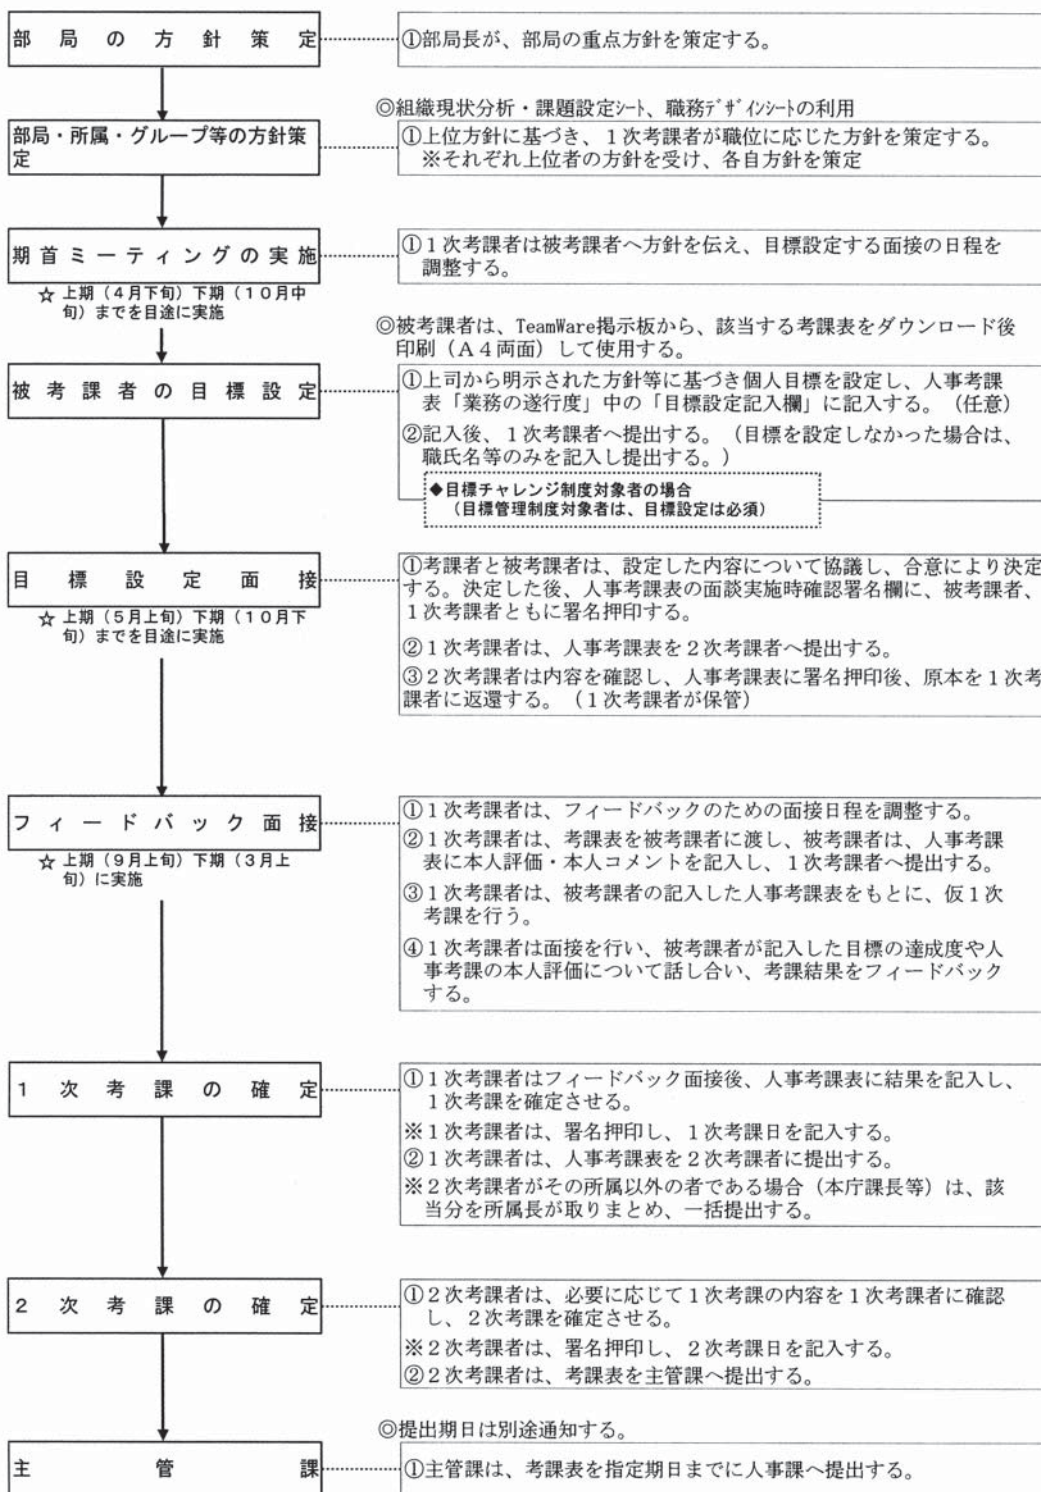 部局の方針策定
①部局長が、部局の重点方針を策定する。
◎組織現状分析・課題設定ｼｰﾄ、職務ﾃﾞｻﾞｲﾝｼｰﾄの利用
部局・所属・グループ等の方針策
定
①上位方針に基づき、１次考課者が職位に応じた方針を策定する。
※それぞれ上位者の方針を受け、各自方針を策定
期首ミーティングの実施
☆ 上期（４月下旬）下期（１０月中
旬）までを目途に実施
①１次考課者は被考課者へ方針を伝え、目標設定する面接の日程を
調整する。
◎被考課者は、TeamWare掲示板から、該当する考課表をダウンロード後
印刷（Ａ４両面）して使用する。
被考課者の目標設定
①上司から明示された方針等に基づき個人目標を設定し、人事考課
表「業務の遂行度」中の「目標設定記入欄」に記入する。（任意）
②記入後、１次考課者へ提出する。（目標を設定しなかった場合は、
職氏名等のみを記入し提出する。）
◆目標チャレンジ制度対象者の場合
（目標管理制度対象者は、目標設定は必須）
目標設定面接
☆ 上期（５月上旬）下期（１０月下
旬）までを目途に実施
①考課者と被考課者は、設定した内容について協議し、合意により決定
する。決定した後、人事考課表の面談実施時確認署名欄に、被考課者、
１次考課者ともに署名押印する。
②１次考課者は、人事考課表を２次考課者へ提出する。
③２次考課者は内容を確認し、人事考課表に署名押印後、原本を１次考
課者に返還する。（１次考課者が保管）
フィードバック面接
☆ 上期（９月上旬）下期（３月上
旬）に実施
①１次考課者は、フィードバックのための面接日程を調整する。
②１次考課者は、考課表を被考課者に渡し、被考課者は、人事考課
表に本人評価・本人コメントを記入し、１次考課者へ提出する。
③１次考課者は、被考課者の記入した人事考課表をもとに、仮１次
考課を行う。
④１次考課者は面接を行い、被考課者が記入した目標の達成度や人
事考課の本人評価について話し合い、考課結果をフィードバック
する。
１次考課の確定
①１次考課者はフィードバック面接後、人事考課表に結果を記入し、
１次考課を確定させる。
※１次考課者は、署名押印し、１次考課日を記入する。
②１次考課者は、人事考課表を２次考課者に提出する。
※２次考課者がその所属以外の者である場合（本庁課長等）は、該
当分を所属長が取りまとめ、一括提出する。
２次考課の確定
①２次考課者は、必要に応じて１次考課の内容を１次考課者に確認
し、２次考課を確定させる。
※２次考課者は、署名押印し、２次考課日を記入する。
②２次考課者は、考課表を主管課へ提出する。
◎提出期日は別途通知する。
主管課
①主管課は、考課表を指定期日までに人事課へ提出する。